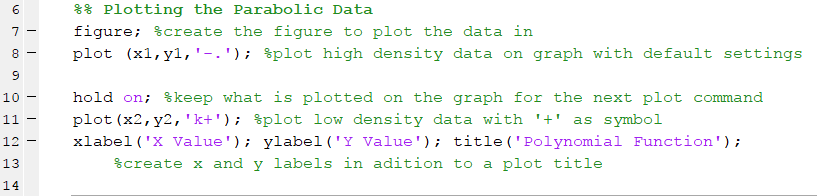 6 %% Plotting the Parabolic Data
7 – figure; %create the figure to plot the data in
8 – plot (x1,y1,'-.'); %plot high density data on graph with default settings
9
10 – hold on; %keep what is plotted on the graph for the next plot command
11 – plot(x2,y2,'k+'); %plot low density data with '+' as symbol
12 – xlabel('X Value'); ylabel('Y Value'); title('Polynomial Function');
13 %create x and y labels in adition to a plot title
14